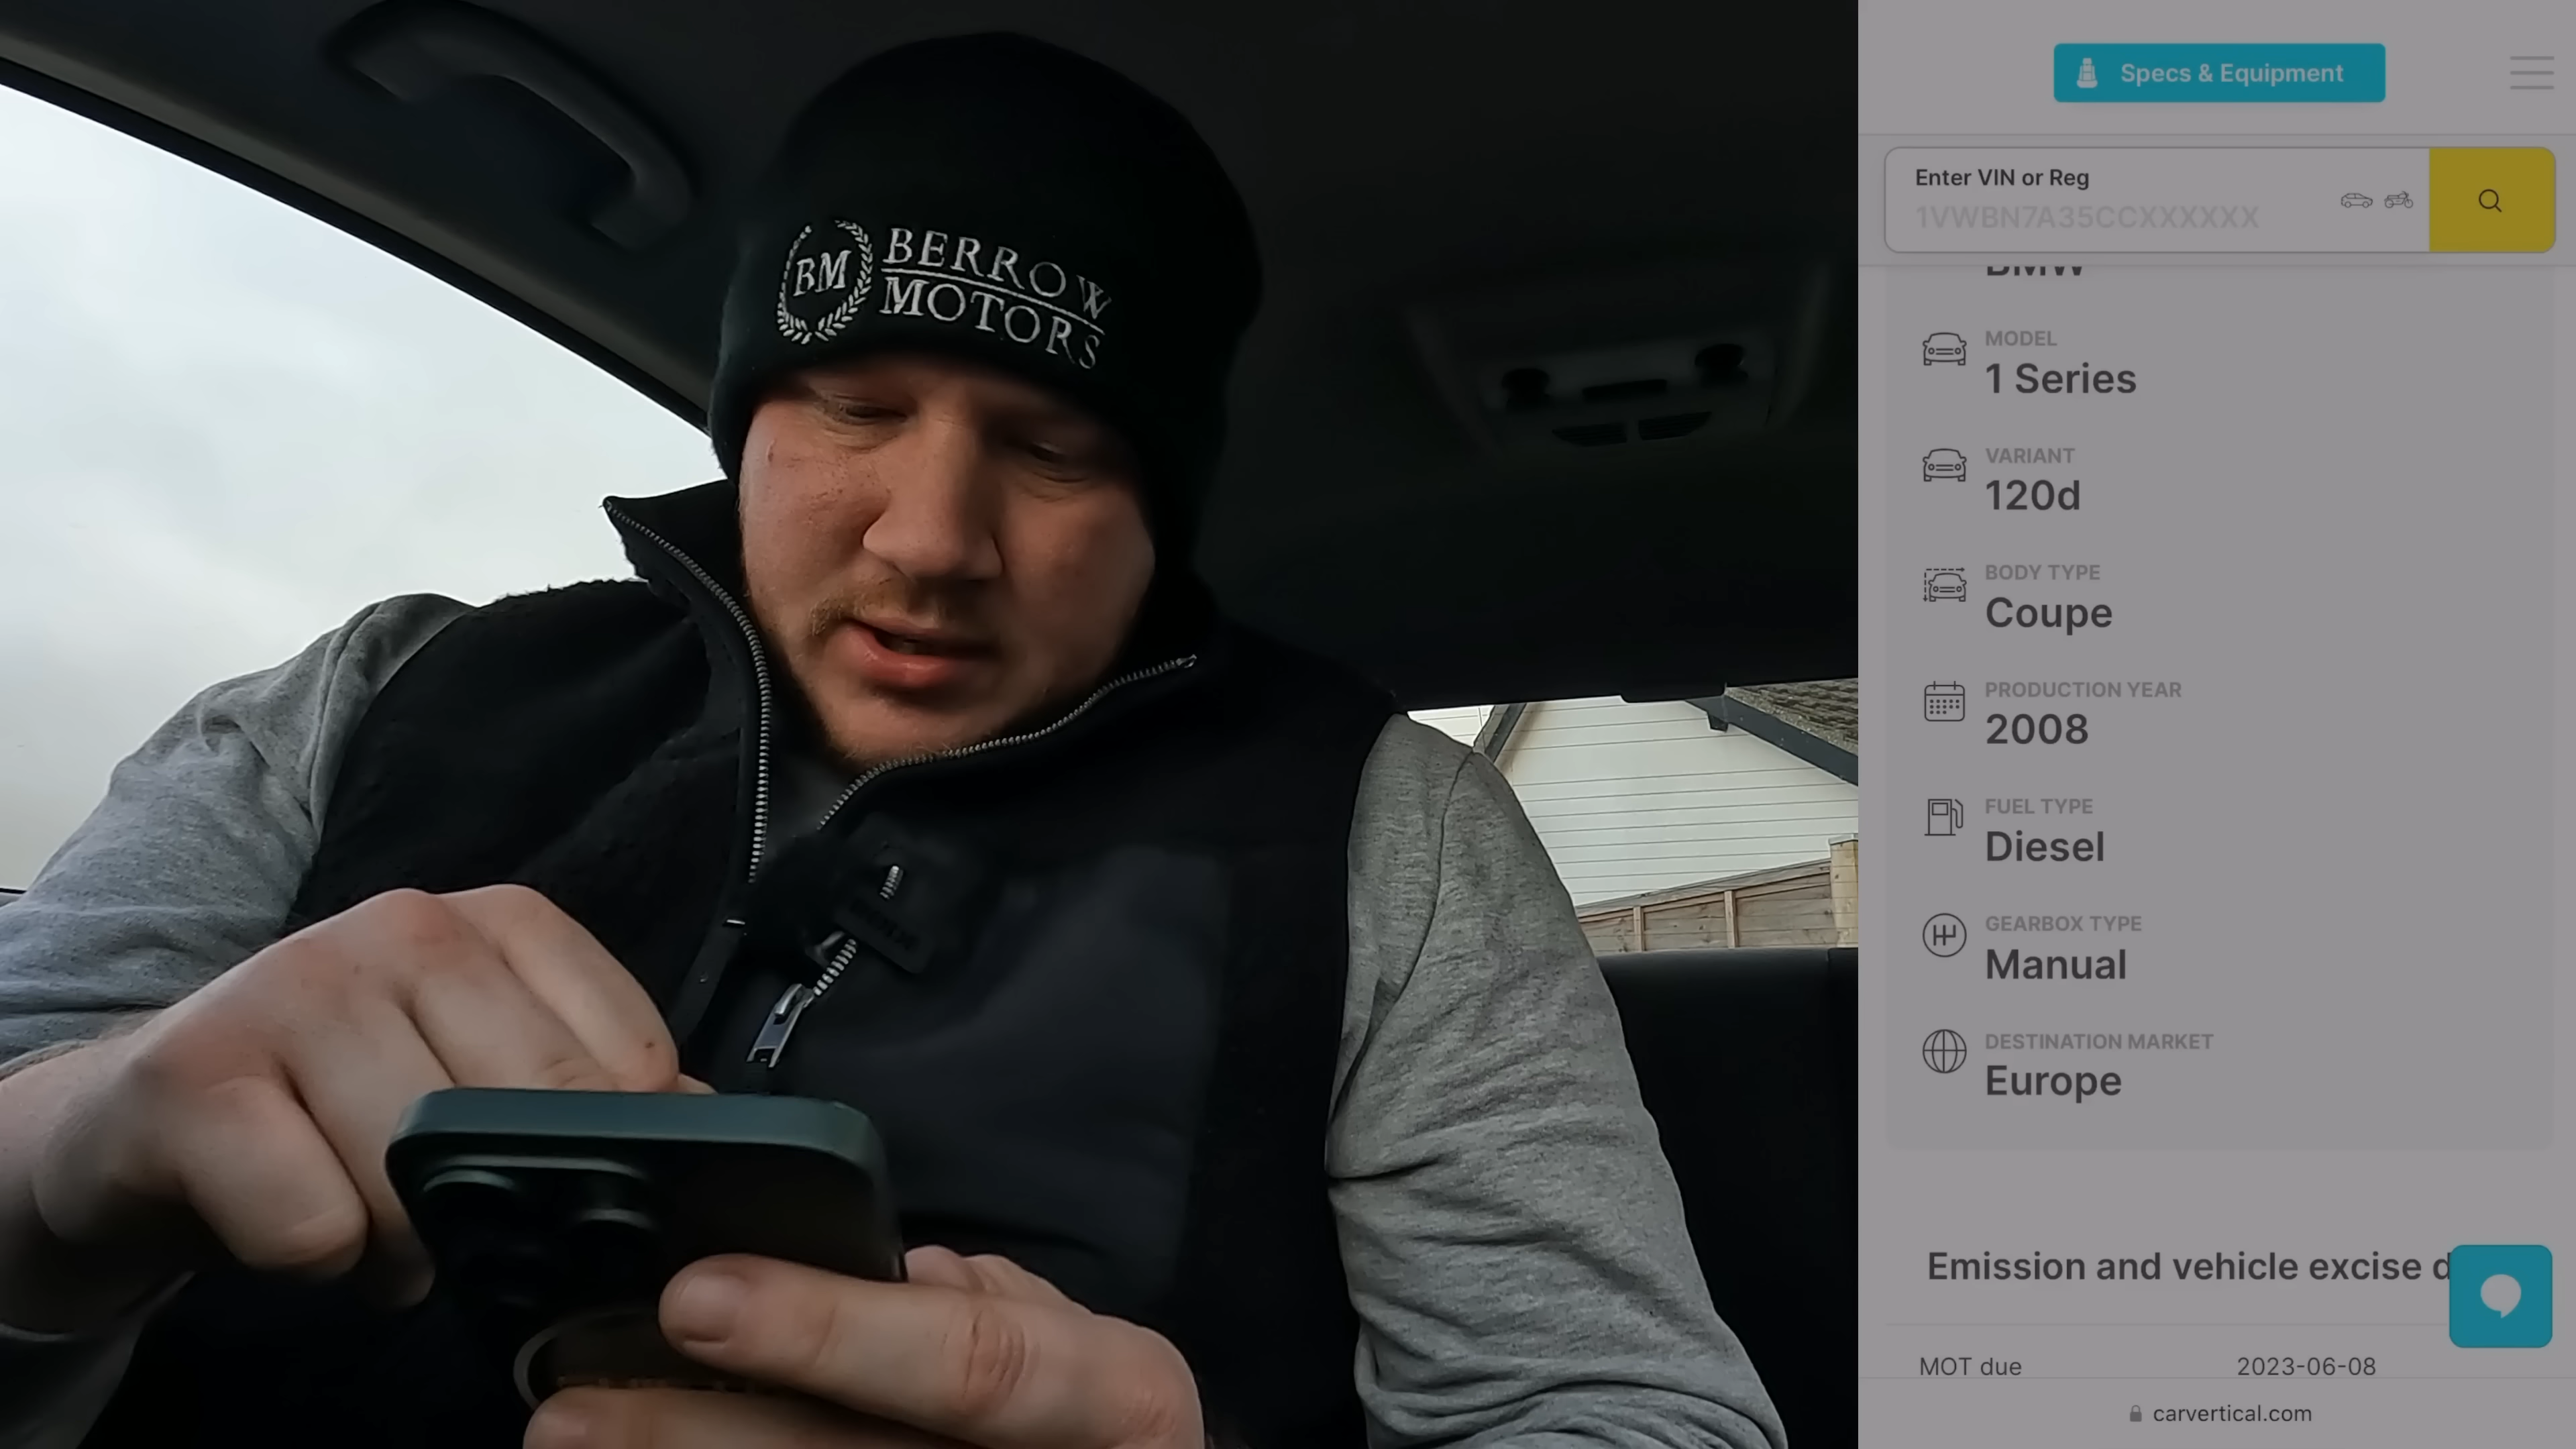 BM
BERROW
MOTORS
Specs & Equipment
Enter VIN or Reg
1VWBN7A35CCXXXXXX
BMW
MODEL
1 Series
VARIANT
120d
BODY TYPE
Coupe
PRODUCTION YEAR
2008
FUEL TYPE
Diesel
GEARBOX TYPE
Manual
DESTINATION MARKET
Europe
Emission and vehicle excise d
MOT due 2023-06-08
carvertical.com